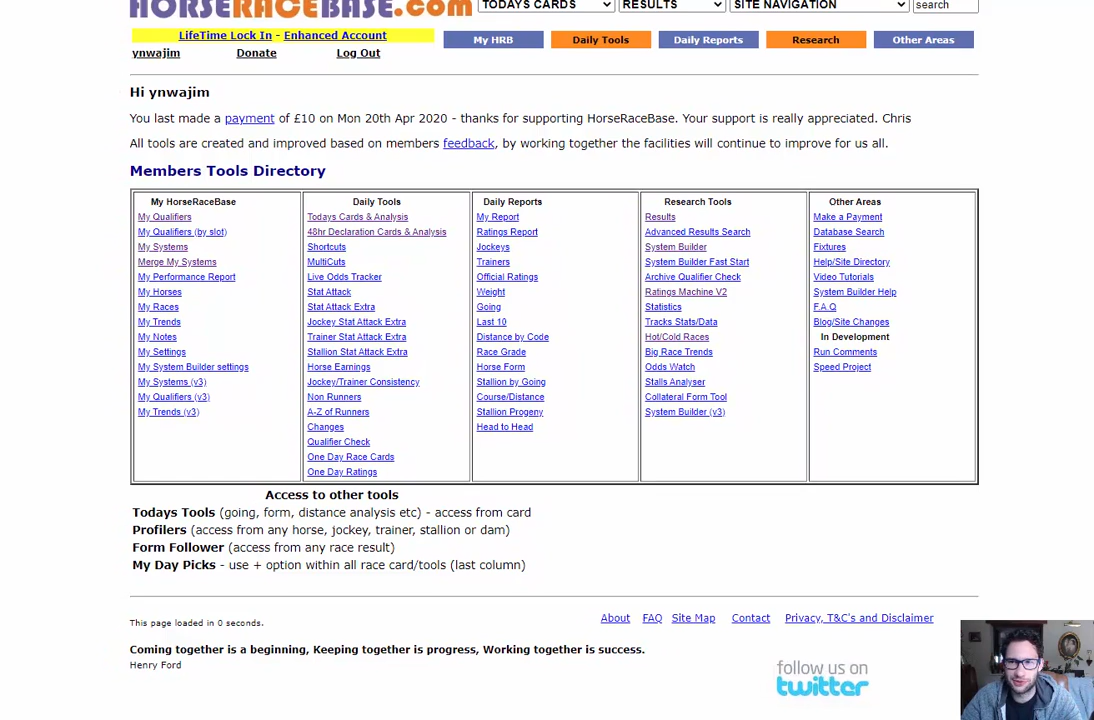 HORSERACEBASE.com TODAYS CARDS RESULTS SITE NAVIGATION search
LifeTime Lock In - Enhanced Account
ynwajim Donate Log Out
My HRB Daily Tools Daily Reports Research Other Areas
Hi ynwajim
You last made a payment of £10 on Mon 20th Apr 2020 - thanks for supporting HorseRaceBase. Your support is really appreciated. Chris
All tools are created and improved based on members feedback, by working together the facilities will continue to improve for us all.
Members Tools Directory
My HorseRaceBase
My Qualifiers
My Qualifiers (by slot)
My Systems
Merge My Systems
My Performance Report
My Horses
My Races
My Trends
My Notes
My Settings
My System Builder settings
My Systems (v3)
My Qualifiers (v3)
My Trends (v3)
Daily Tools
Todays Cards & Analysis
48hr Declaration Cards & Analysis
Shortcuts
MultiCuts
Live Odds Tracker
Stat Attack
Stat Attack Extra
Jockey Stat Attack Extra
Trainer Stat Attack Extra
Stallion Stat Attack Extra
Horse Earnings
Jockey/Trainer Consistency
Non Runners
A-Z of Runners
Changes
Qualifier Check
One Day Race Cards
One Day Ratings
Daily Reports
My Report
Ratings Report
Jockeys
Trainers
Official Ratings
Weight
Going
Last 10
Distance by Code
Race Grade
Horse Form
Stallion by Going
Course/Distance
Stallion Progeny
Head to Head
Research Tools
Results
Advanced Results Search
System Builder
System Builder Fast Start
Archive Qualifier Check
Ratings Machine V2
Statistics
Tracks Stats/Data
Hot/Cold Races
Big Race Trends
Odds Watch
Stalls Analyser
Collateral Form Tool
System Builder (v3)
Other Areas
Make a Payment
Database Search
Fixtures
Help/Site Directory
Video Tutorials
System Builder Help
F.A.Q
Blog/Site Changes
In Development
Run Comments
Speed Project
Access to other tools
Todays Tools (going, form, distance analysis etc) - access from card
Profilers (access from any horse, jockey, trainer, stallion or dam)
Form Follower (access from any race result)
My Day Picks - use + option within all race card/tools (last column)
This page loaded in 0 seconds. About FAQ Site Map Contact Privacy, T&C's and Disclaimer
Coming together is a beginning, Keeping together is progress, Working together is success.
Henry Ford
follow us on
twitter